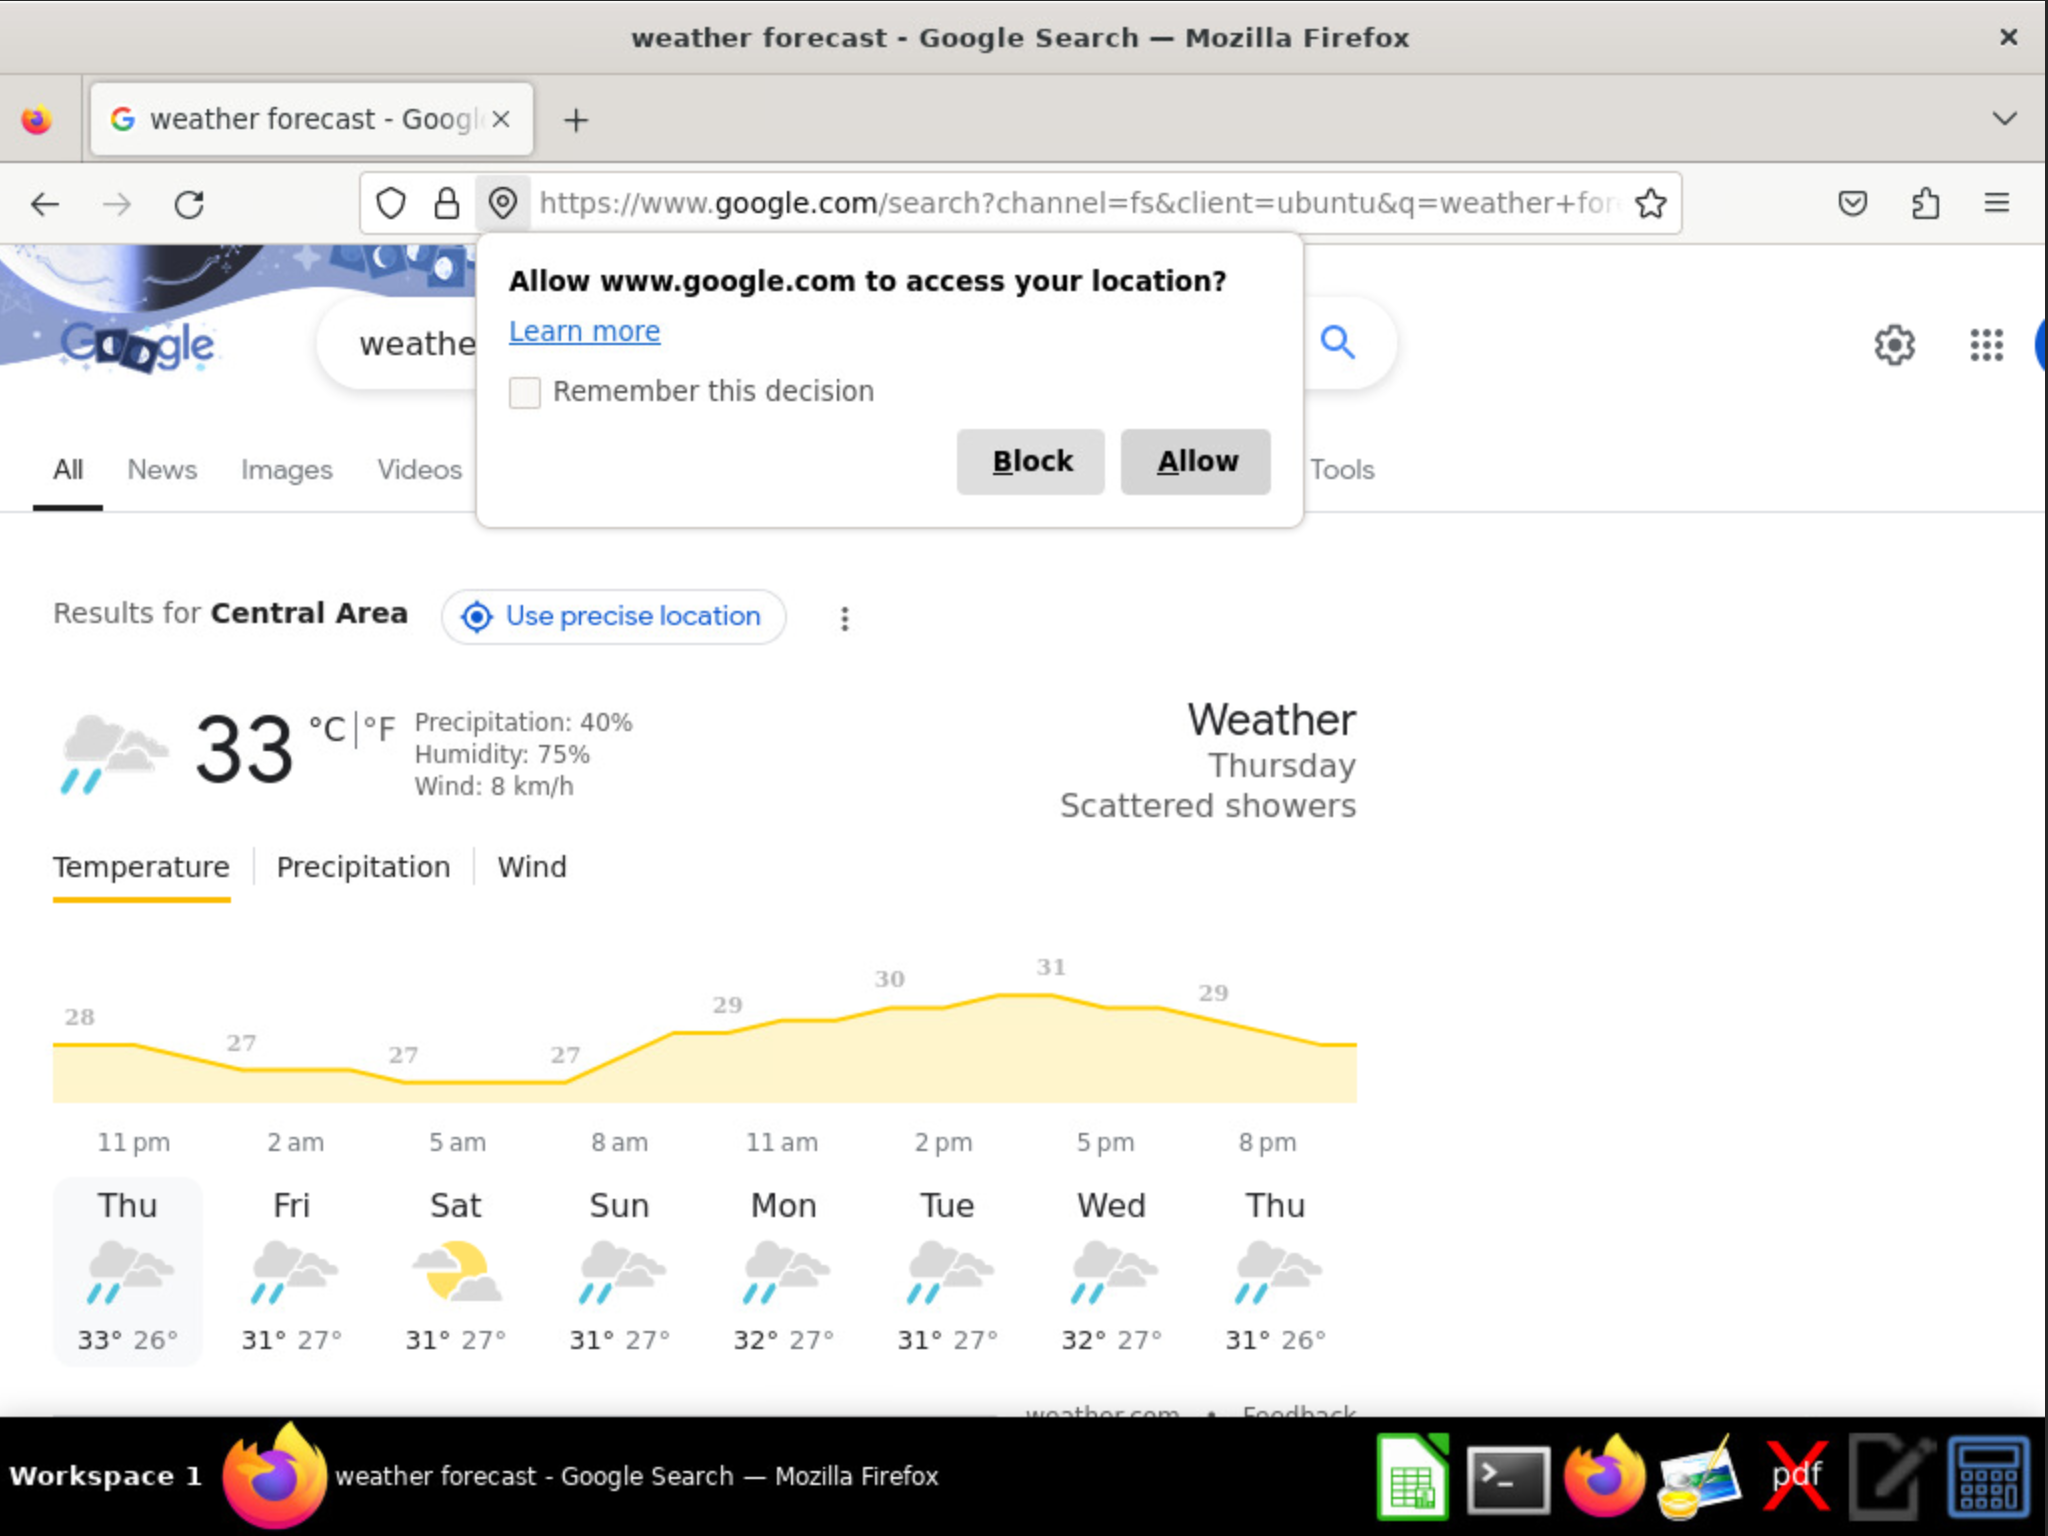 weather forecast - Google Search — Mozilla Firefox
weather forecast - Googl
https://www.google.com/search?channel=fs&client=ubuntu&q=weather+for
Allow www.google.com to access your location?
Learn more
Remember this decision
Block Allow
Google
weathe
All News Images Videos Tools
Results for Central Area
Use precise location
33 °C | °F
Precipitation: 40%
Humidity: 75%
Wind: 8 km/h
Weather
Thursday
Scattered showers
Temperature Precipitation Wind
28 27 27 27 29 30 31 29
11 pm 2 am 5 am 8 am 11 am 2 pm 5 pm 8 pm
Thu Fri Sat Sun Mon Tue Wed Thu
33° 26° 31° 27° 31° 27° 31° 27° 32° 27° 31° 27° 32° 27° 31° 26°
weather.com • Feedback
Workspace 1 weather forecast - Google Search — Mozilla Firefox
pdf